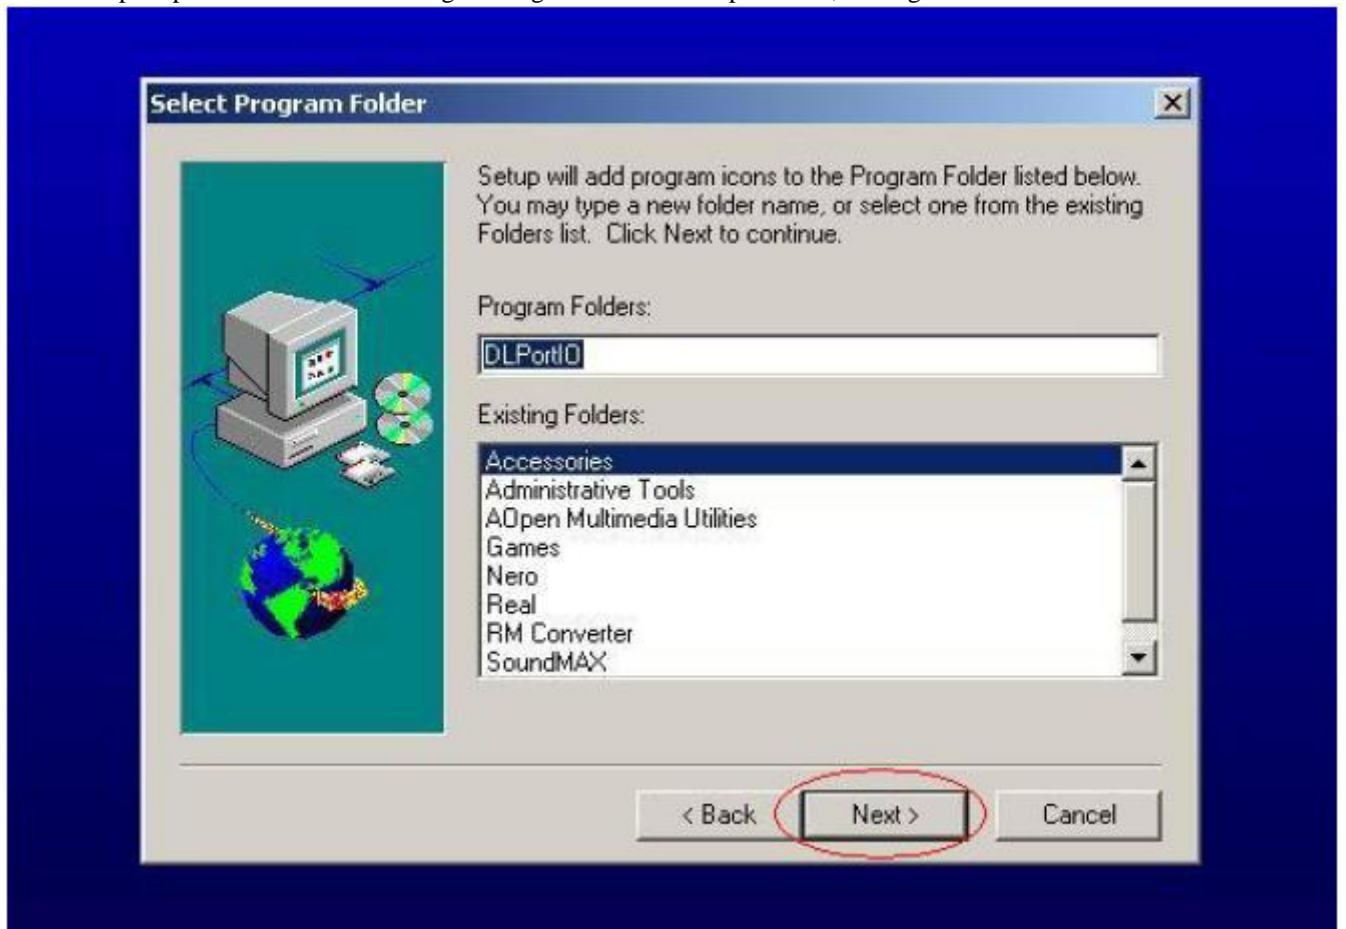 Select Program Folder
Setup will add program icons to the Program Folder listed below.
You may type a new folder name, or select one from the existing
Folders list. Click Next to continue.
Program Folders:
DLPortIO
Existing Folders:
Accessories
Administrative Tools
AOpen Multimedia Utilities
Games
Nero
Real
RM Converter
SoundMAX
< Back
Next >
Cancel